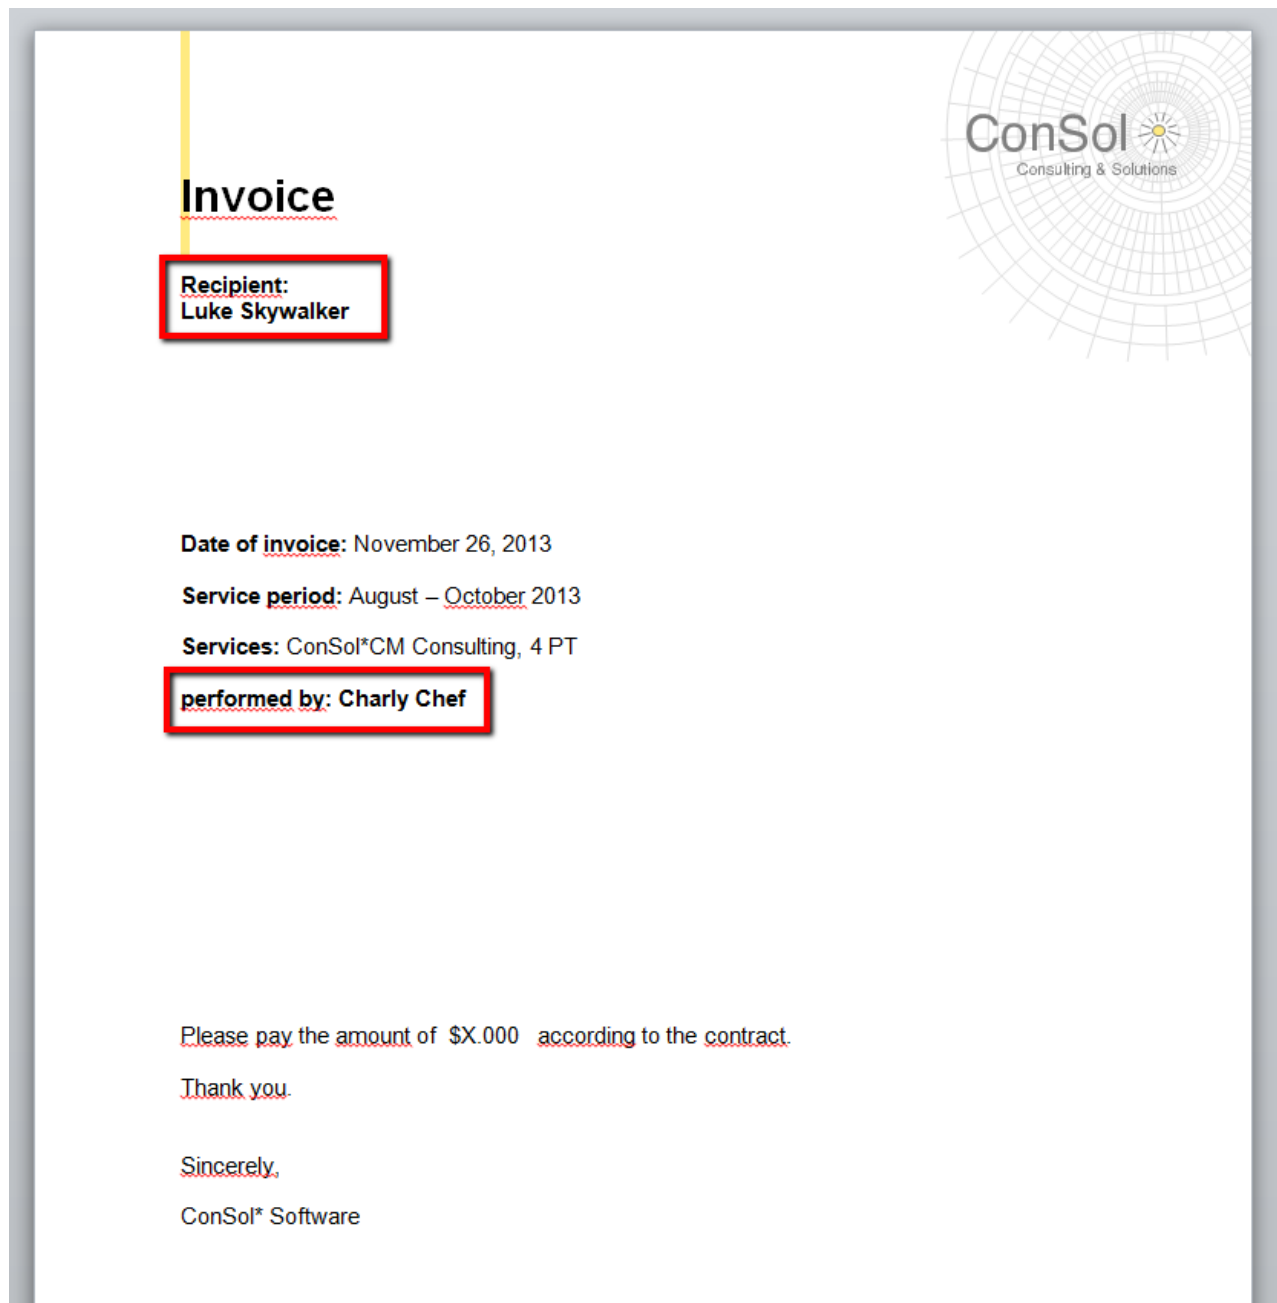 ConSol
Consulting & Solutions
Invoice
Recipient:
Luke Skywalker
Date of invoice: November 26, 2013
Service period: August – October 2013
Services: ConSol*CM Consulting, 4 PT
performed by: Charly Chef
Please pay the amount of  $X.000   according to the contract.
Thank you.
Sincerely,
ConSol* Software